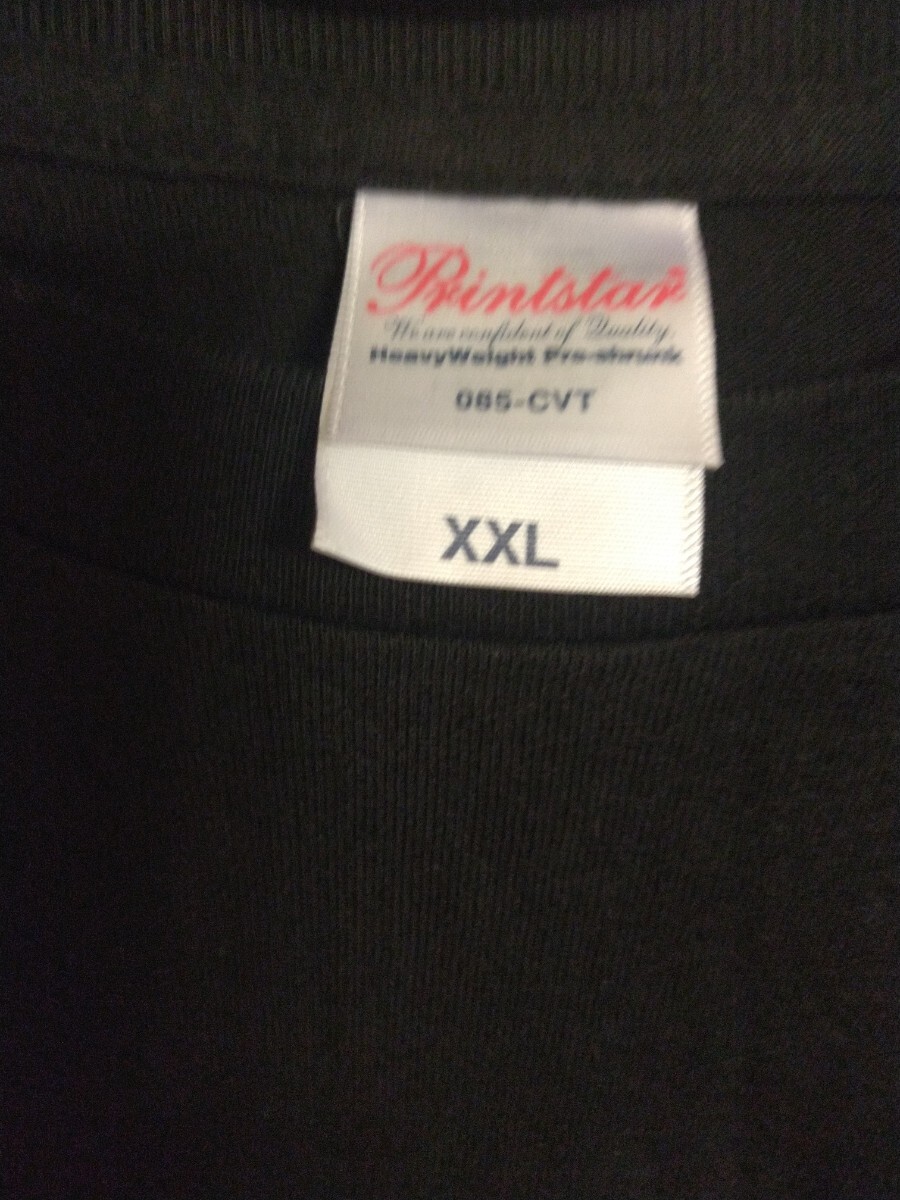 Printstar
We are confident of Quality.
HeavyWeight Pre-shrunk
085-CVT
XXL